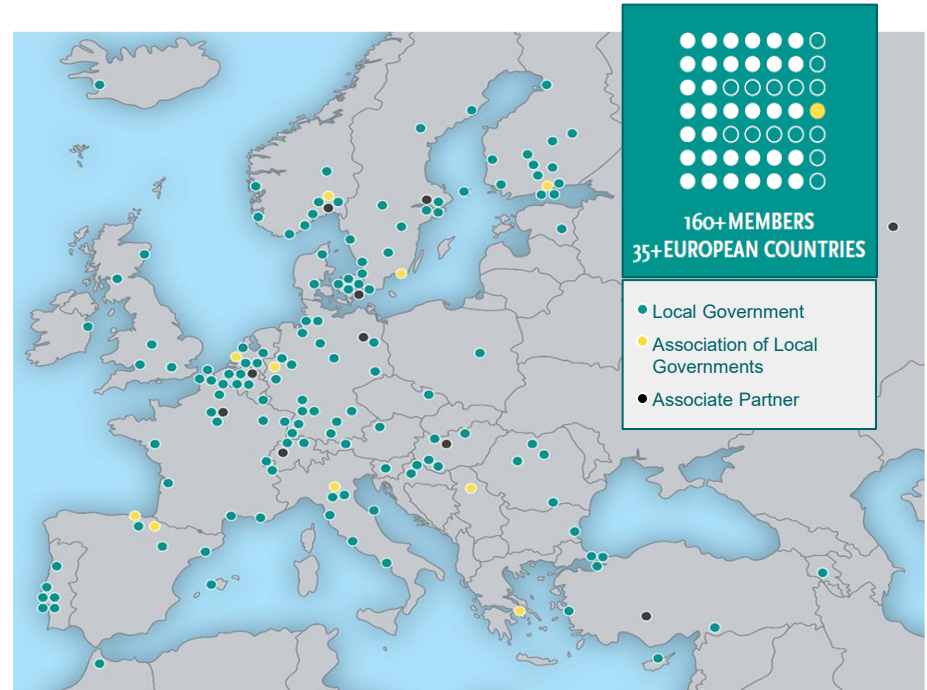 160+MEMBERS
35+EUROPEAN COUNTRIES
Local Government
Association of Local
Governments
Associate Partner